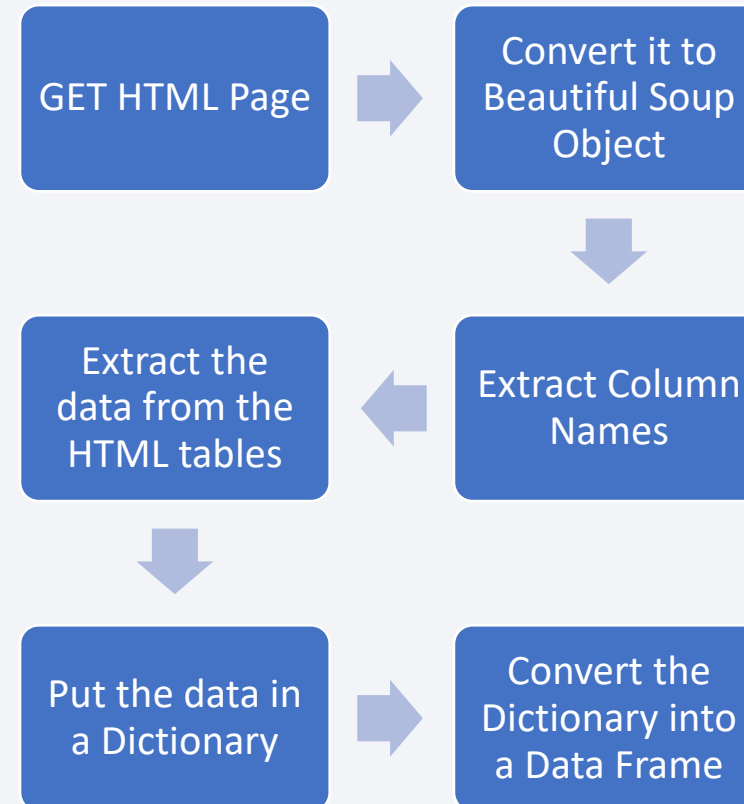 GET HTML Page
Convert it to
Beautiful Soup
Object
Extract Column
Names
Extract the
data from the
HTML tables
Put the data in
a Dictionary
Convert the
Dictionary into
a Data Frame